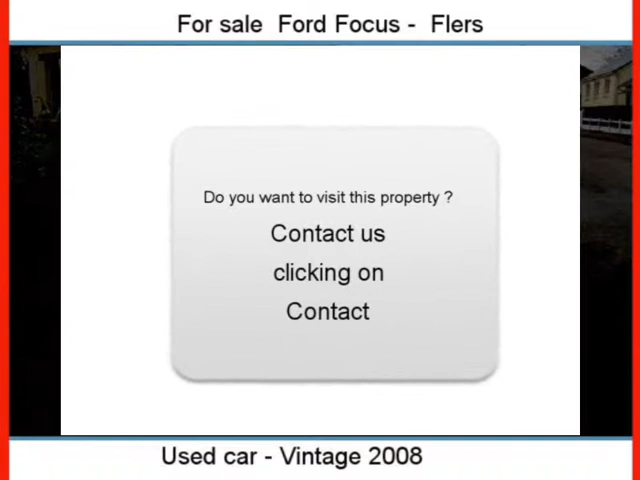 For sale Ford Focus - Flers
Do you want to visit this property ?
Contact us
clicking on
Contact
Used car - Vintage 2008